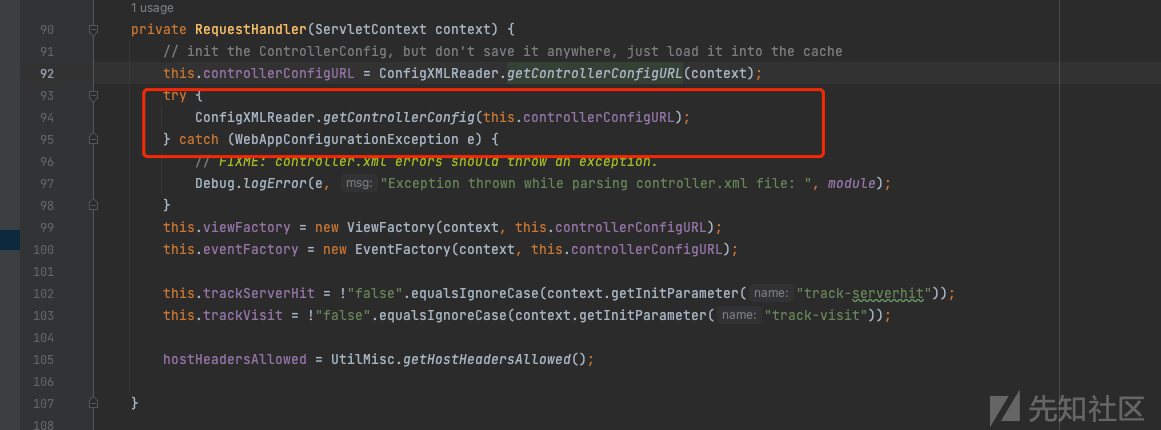 1 usage
90 private RequestHandler(ServletContext context) {
91 // init the ControllerConfig, but don't save it anywhere, just load it into the cache
92 this.controllerConfigURL = ConfigXMLReader.getControllerConfigURL(context);
93 try {
94 ConfigXMLReader.getControllerConfig(this.controllerConfigURL);
95 } catch (WebAppConfigurationException e) {
96 // FIXME: controller.xml errors should throw an exception.
97 Debug.logError(e, msg: "Exception thrown while parsing controller.xml file: ", module);
98 }
99 this.viewFactory = new ViewFactory(context, this.controllerConfigURL);
100 this.eventFactory = new EventFactory(context, this.controllerConfigURL);
101
102 this.trackServerHit = !"false".equalsIgnoreCase(context.getInitParameter( name: "track-serverhit"));
103 this.trackVisit = !"false".equalsIgnoreCase(context.getInitParameter( name: "track-visit"));
104
105 hostHeadersAllowed = UtilMisc.getHostHeadersAllowed();
106
107 }
108
先知社区